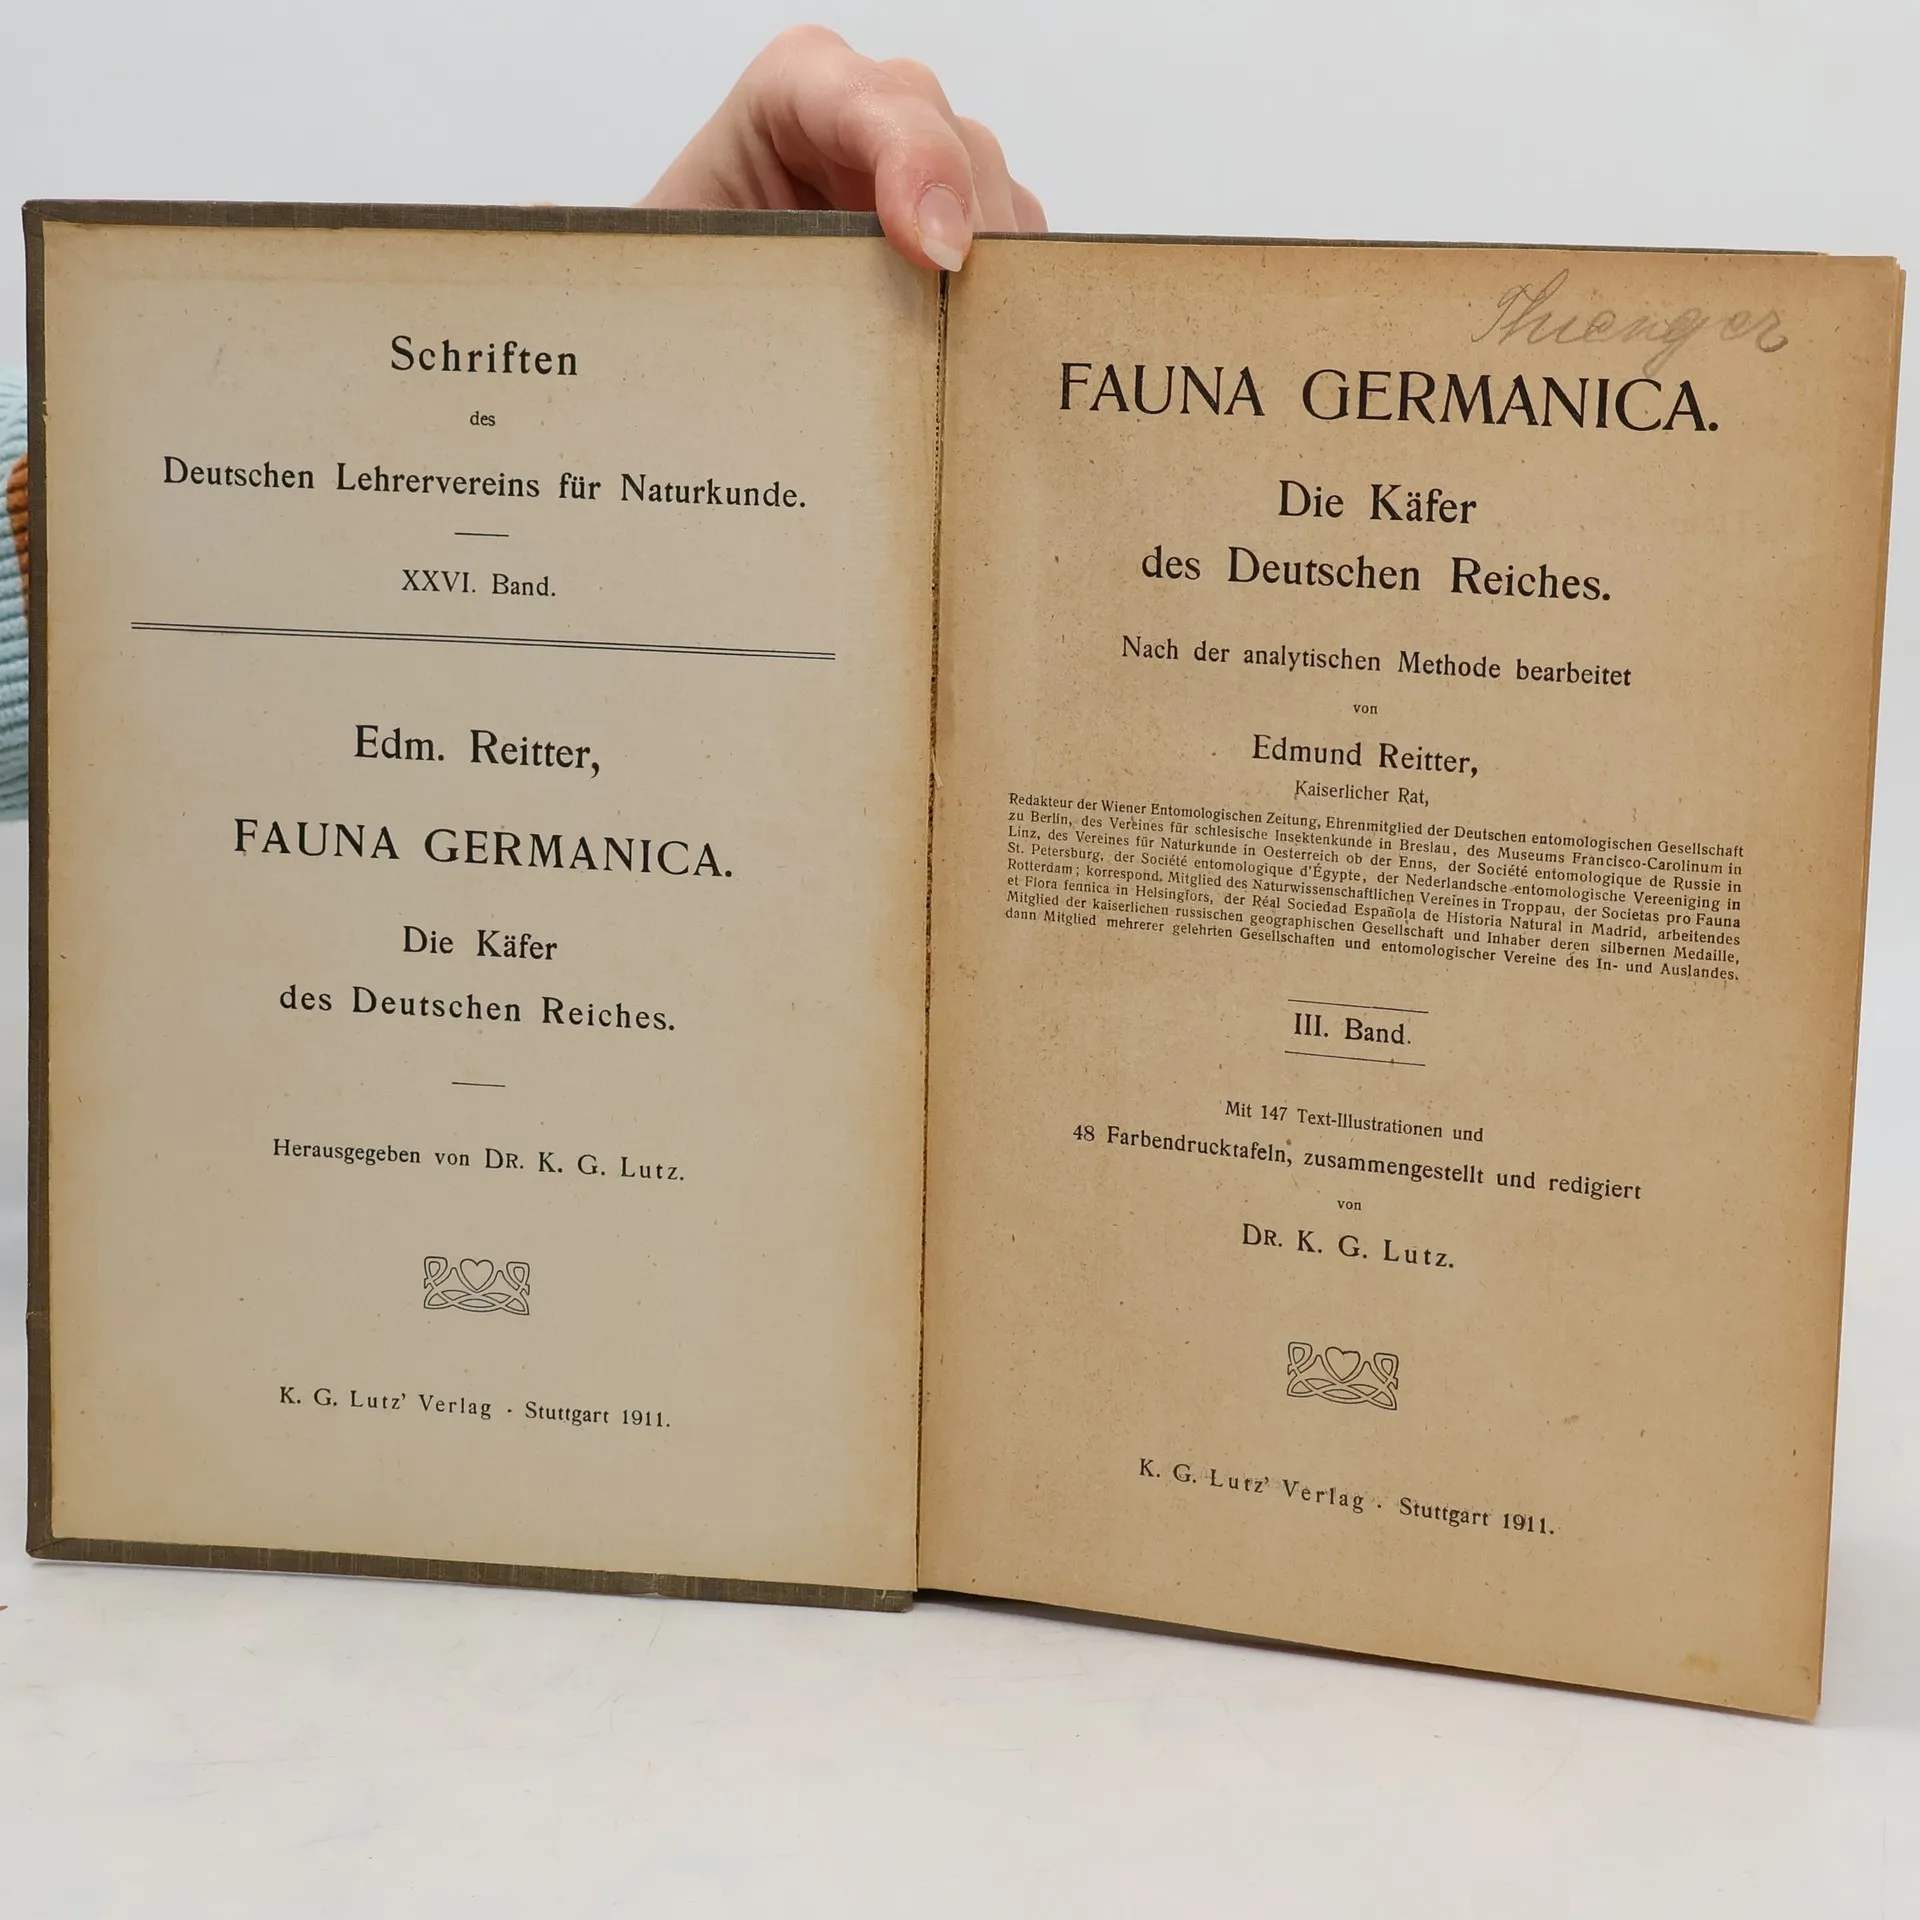 Schriften
des
Deutschen Lehrervereins für Naturkunde.
XXVI. Band.
Edm. Reitter,
FAUNA GERMANICA.
Die Käfer
des Deutschen Reiches.
Herausgegeben von DR. K. G. Lutz.
K. G. Lutz' Verlag · Stuttgart 1911.
FAUNA GERMANICA.
Die Käfer
des Deutschen Reiches.
Nach der analytischen Methode bearbeitet
von
Edmund Reitter,
Kaiserlicher Rat,
Redakteur der Wiener Entomologischen Zeitung, Ehrenmitglied der Deutschen entomologischen Gesellschaft
zu Berlin, des Vereines für schlesische Insektenkunde in Breslau, des Museums Francisco-Carolinum in
Linz, des Vereines für Naturkunde in Oesterreich ob der Enns, der Société entomologique de Russie in
St. Petersburg, der Société entomologique d'Égypte, der Nederlandsche entomologische Vereeniging in
Rotterdam; korrespond. Mitglied des Naturwissenschaftlichen Vereines in Troppau, der Societas pro Fauna
et Flora fennica in Helsingfors, der Réal Sociedad Española de Historia Natural in Madrid, arbeitendes
Mitglied der kaiserlichen russischen geographischen Gesellschaft und Inhaber deren silbernen Medaille,
dann Mitglied mehrerer gelehrten Gesellschaften und entomologischer Vereine des In- und Auslandes.
III. Band.
Mit 147 Text-Illustrationen und
48 Farbendrucktafeln, zusammengestellt und redigiert
von
DR. K. G. Lutz.
K. G. Lutz' Verlag · Stuttgart 1911.